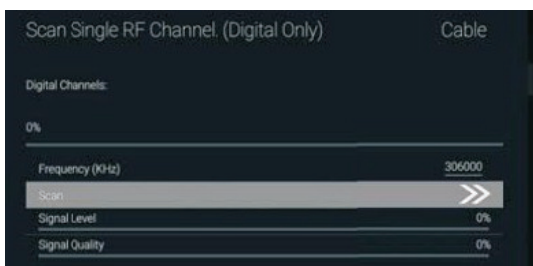 Scan Single RF Channel. (Digital Only) Cable
Digital Channels:
0%
Frequency (KHz) 306000
Scan
Signal Level 0%
Signal Quality 0%